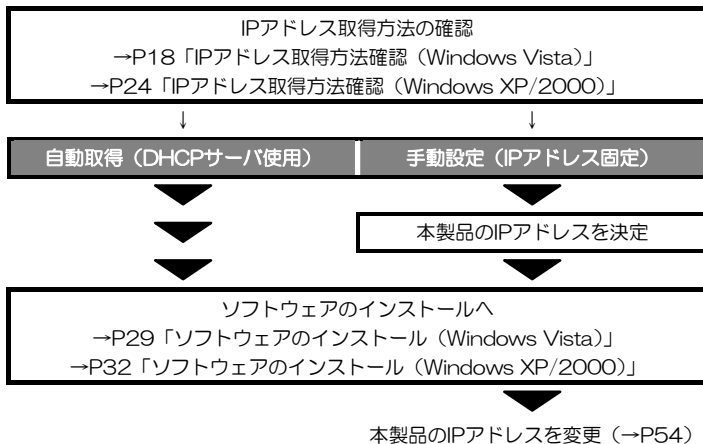 IPアドレス取得方法の確認
→P18「IPアドレス取得方法確認（Windows Vista）」
→P24「IPアドレス取得方法確認（Windows XP/2000）」
↓ ↓
自動取得（DHCPサーバ使用） 手動設定（IPアドレス固定）
本製品のIPアドレスを決定
ソフトウェアのインストールへ
→P29「ソフトウェアのインストール（Windows Vista）」
→P32「ソフトウェアのインストール（Windows XP/2000）」
本製品のIPアドレスを変更（→P54）